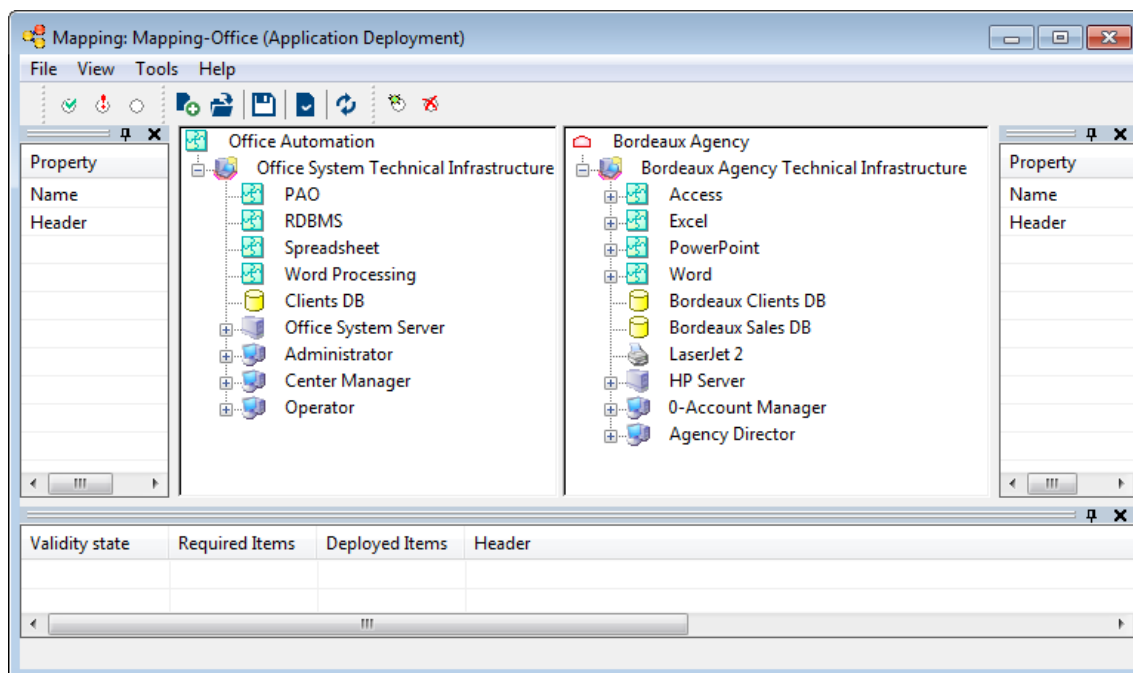 Mapping: Mapping-Office (Application Deployment)
File View Tools Help
Property
Name
Header
Office Automation
Office System Technical Infrastructure
PAO
RDBMS
Spreadsheet
Word Processing
Clients DB
Office System Server
Administrator
Center Manager
Operator
Bordeaux Agency
Bordeaux Agency Technical Infrastructure
Access
Excel
PowerPoint
Word
Bordeaux Clients DB
Bordeaux Sales DB
LaserJet 2
HP Server
0-Account Manager
Agency Director
Property
Name
Header
Validity state Required Items Deployed Items Header